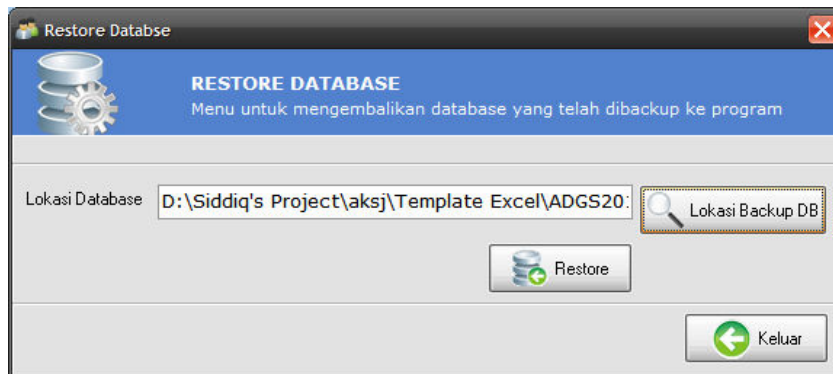 Restore Databse
RESTORE DATABASE
Menu untuk mengembalikan database yang telah dibackup ke program
Lokasi Database
D:\Siddiq's Project\aksj\Template Excel\ADGS201
Lokasi Backup DB
Restore
Keluar